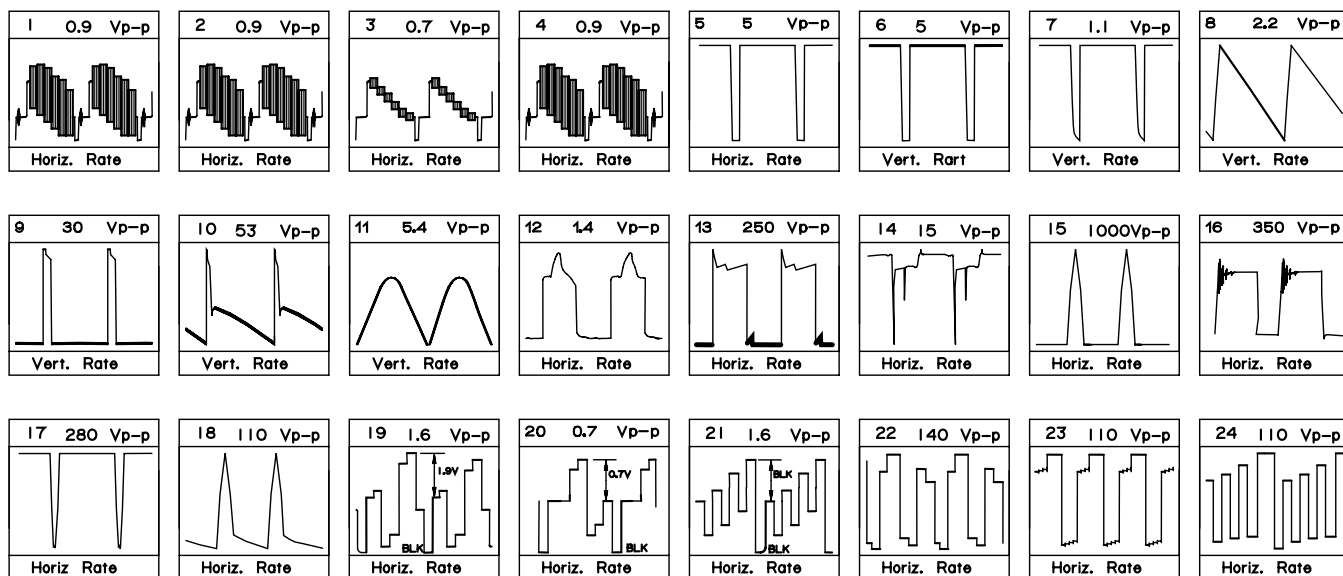 1 0.9 Vp-p
2 0.9 Vp-p
3 0.7 Vp-p
4 0.9 Vp-p
5 5 Vp-p
6 5 Vp-p
7 1.1 Vp-p
8 2.2 Vp-p
Horiz. Rate
Horiz. Rate
Horiz. Rate
Horiz. Rate
Horiz. Rate
Vert. Rart
Vert. Rate
Vert. Rate
9 30 Vp-p
10 53 Vp-p
11 5.4 Vp-p
12 1.4 Vp-p
13 250 Vp-p
14 15 Vp-p
15 1000Vp-p
16 350 Vp-p
Vert. Rate
Vert. Rate
Vert. Rate
Horiz. Rate
Horiz. Rate
Horiz. Rate
Horiz. Rate
Horiz. Rate
17 280 Vp-p
18 110 Vp-p
19 1.6 Vp-p
20 0.7 Vp-p
21 1.6 Vp-p
22 140 Vp-p
23 110 Vp-p
24 110 Vp-p
1.9V
0.7V
BLK
BLK
BLK
BLK
Horiz Rate
Horiz. Rate
Horiz. Rate
Horiz. Rate
Horiz. Rate
Horiz. Rate
Horiz. Rate
Horiz. Rate